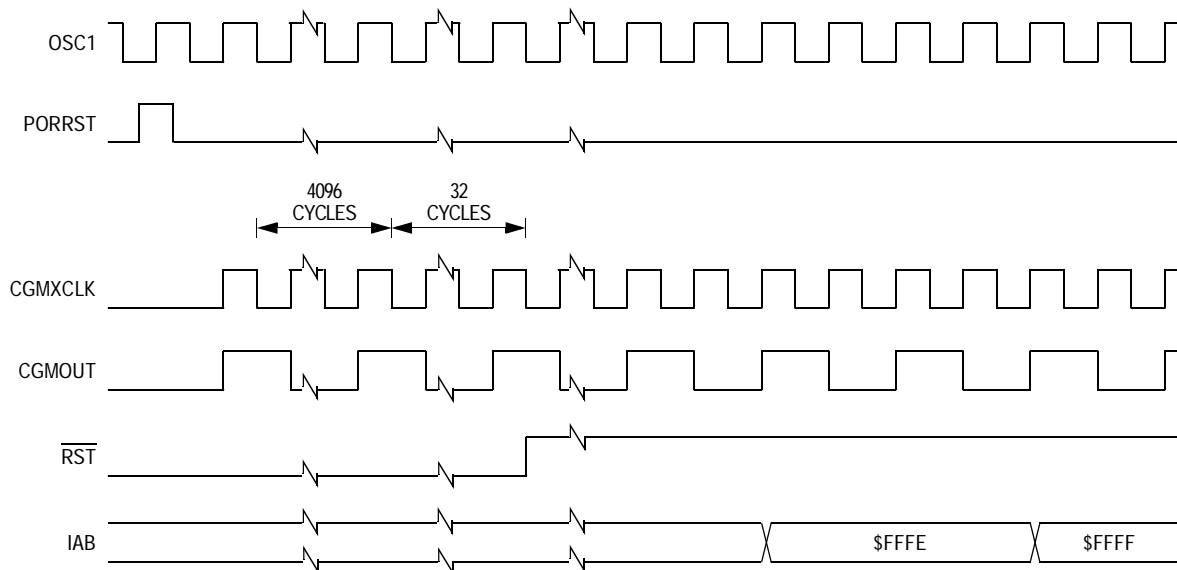 OSC1
PORRST
4096
CYCLES
32
CYCLES
CGMXCLK
CGMOUT
RST
IAB
$FFFE
$FFFF